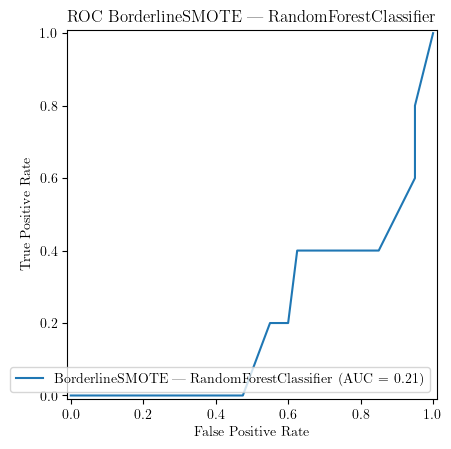 ROC BorderlineSMOTE — RandomForestClassifier
1.0
0.8
0.6
0.4
0.2
0.0
True Positive Rate
BorderlineSMOTE — RandomForestClassifier (AUC = 0.21)
0.0 0.2 0.4 0.6 0.8 1.0
False Positive Rate